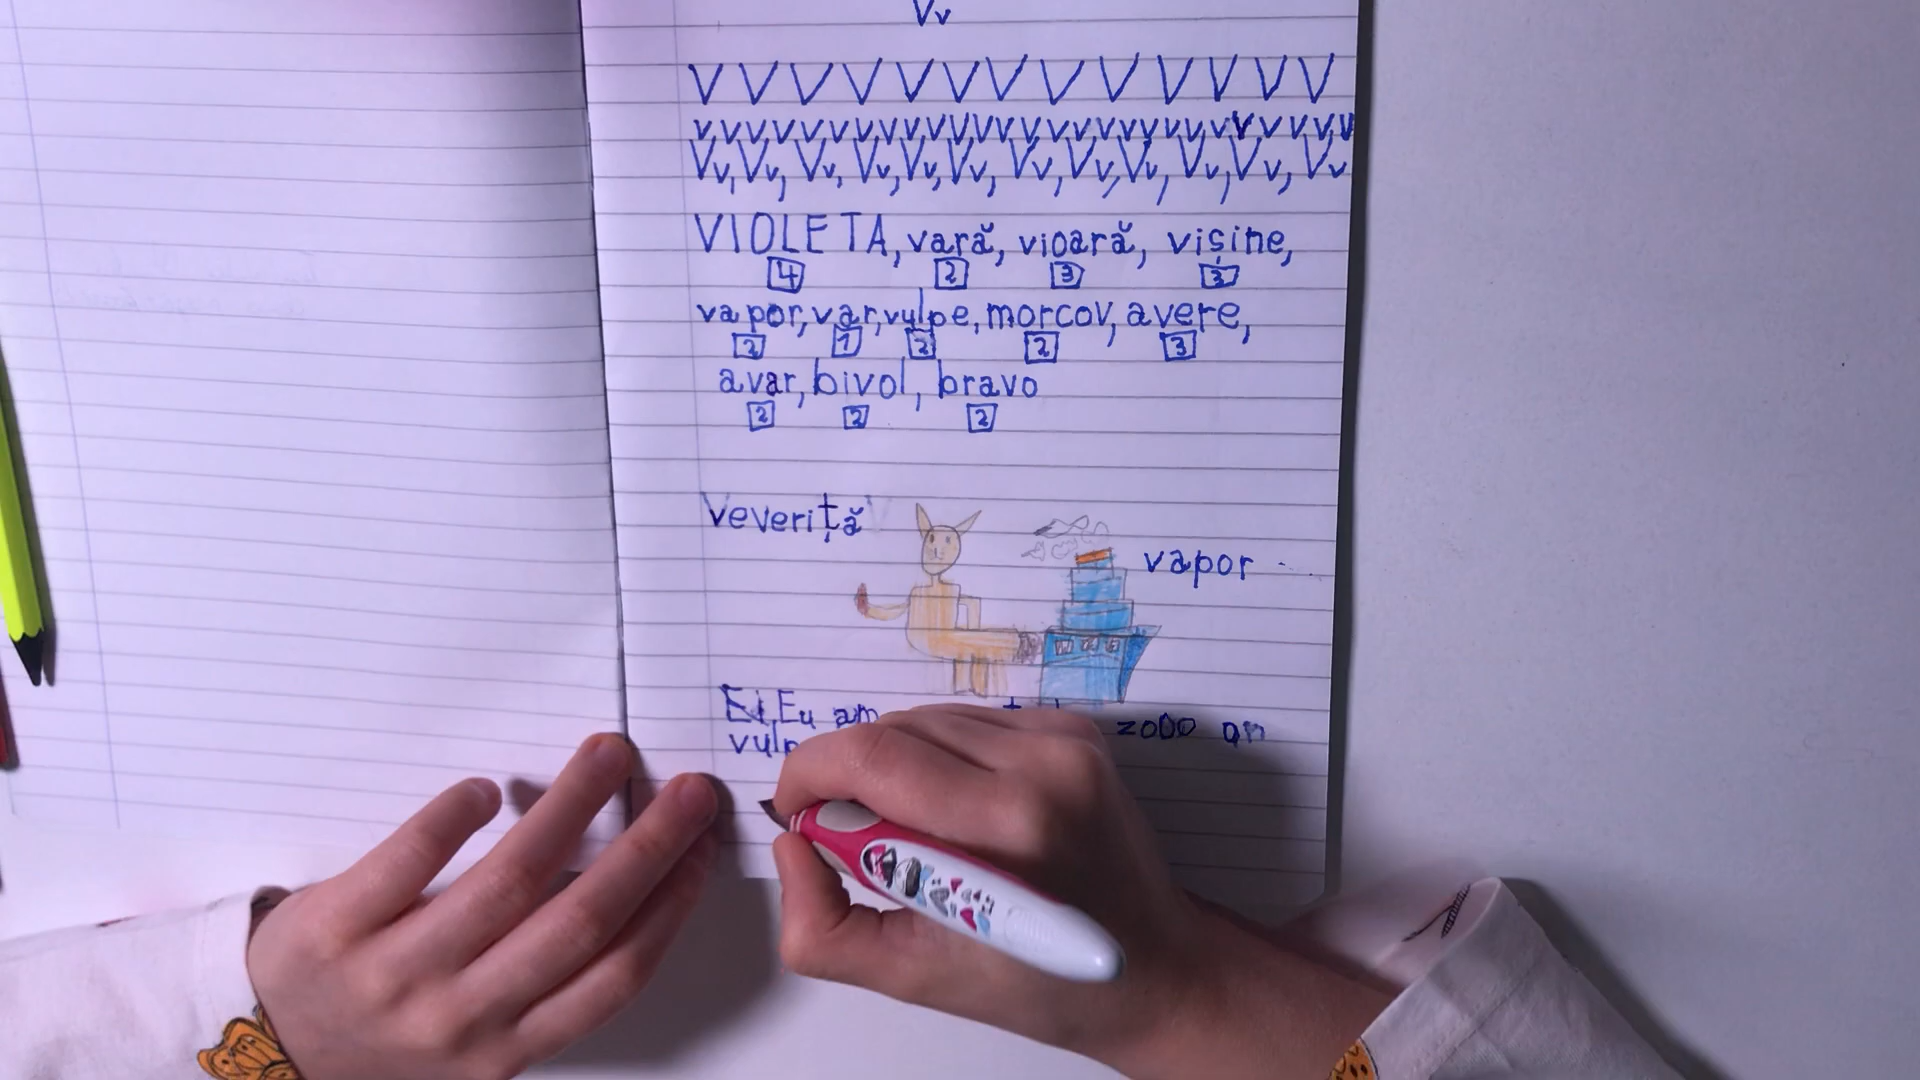 Vv
V V V V V V V V V V V V V
v,v v v v v v v v v v v v v v v v v v v v v v v v v,v
Vv, Vv, Vv, Vv, Vv, Vv, Vv, Vv, Vv, Vv, Vv, Vv
VIOLETA, vară, vioară, vișine,
4 2 3 3
vapor, var, vulpe, morcov, avere,
2 1 2 2 3
avar, bivol, bravo
2 2 2
Veveriță
vapor
Eu am zobo am